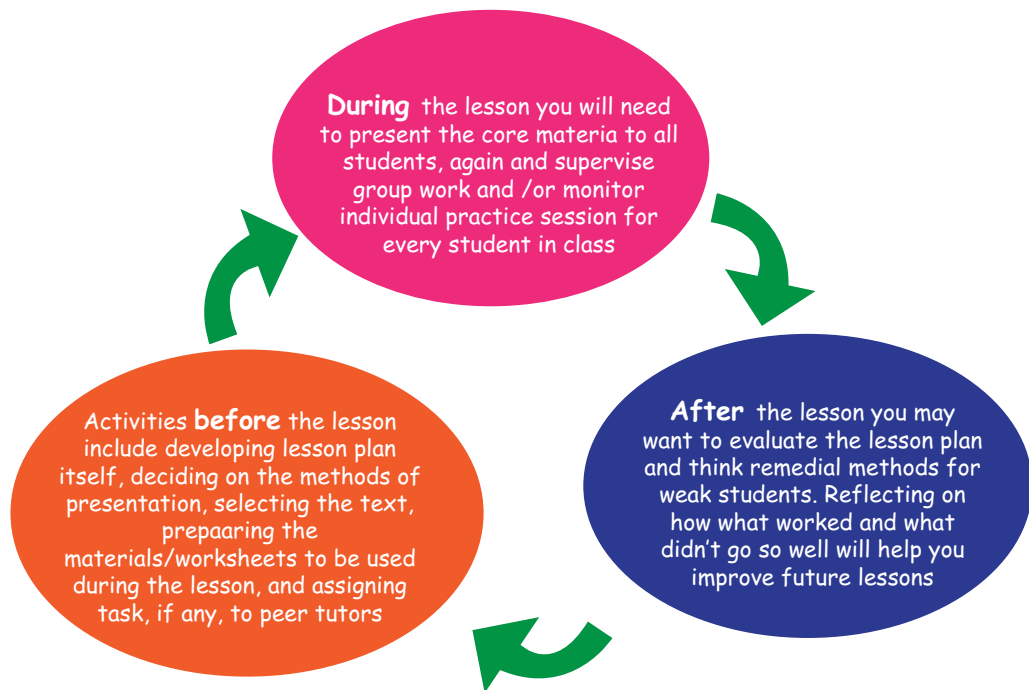 During the lesson you will need
to present the core materia to all
students, again and supervise
group work and /or monitor
individual practice session for
every student in class
Activities before the lesson
include developing lesson plan
itself, deciding on the methods of
presentation, selecting the text,
prepaaring the
materials/worksheets to be used
during the lesson, and assigning
task, if any, to peer tutors
After the lesson you may
want to evaluate the lesson plan
and think remedial methods for
weak students. Reflecting on
how what worked and what
didn't go so well will help you
improve future lessons